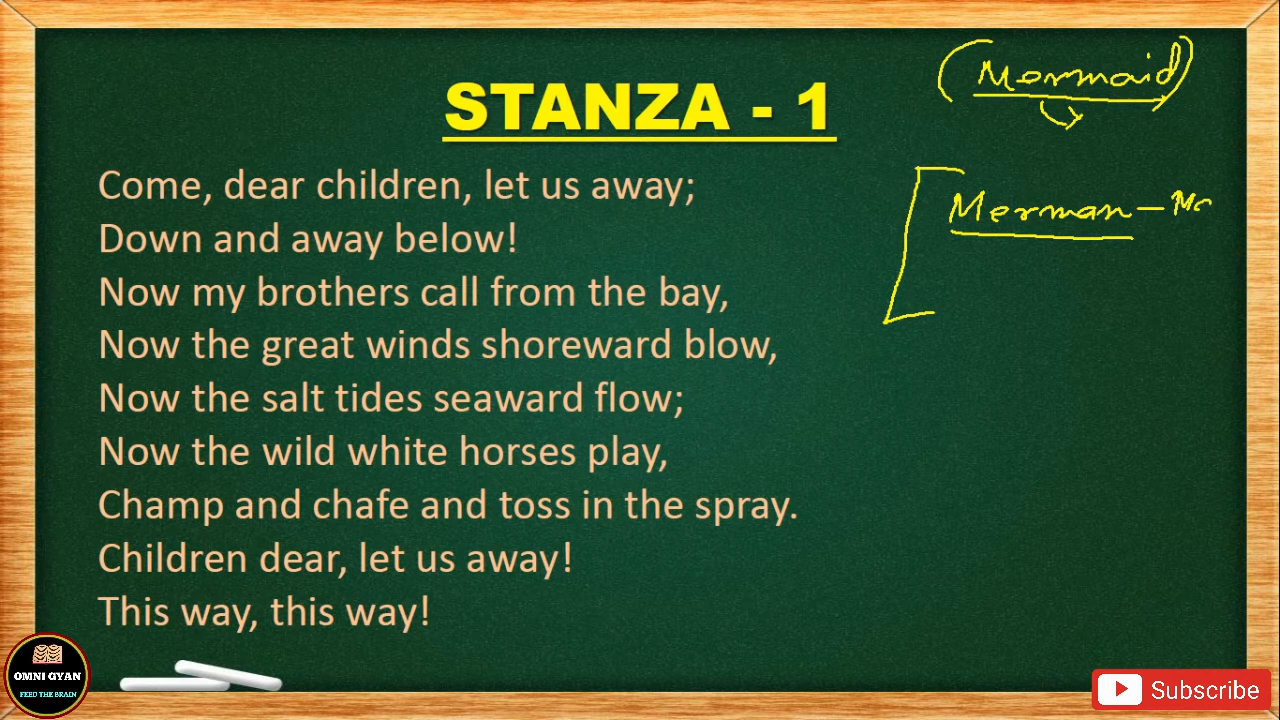 (Mermaid)
STANZA - 1
Come, dear children, let us away;
Merman –
Down and away below!
Now my brothers call from the bay,
Now the great winds shoreward blow,
Now the salt tides seaward flow;
Now the wild white horses play,
Champ and chafe and toss in the spray.
Children dear, let us away!
This way, this way!
OMNI GYAN
FEED THE BRAIN
Subscribe